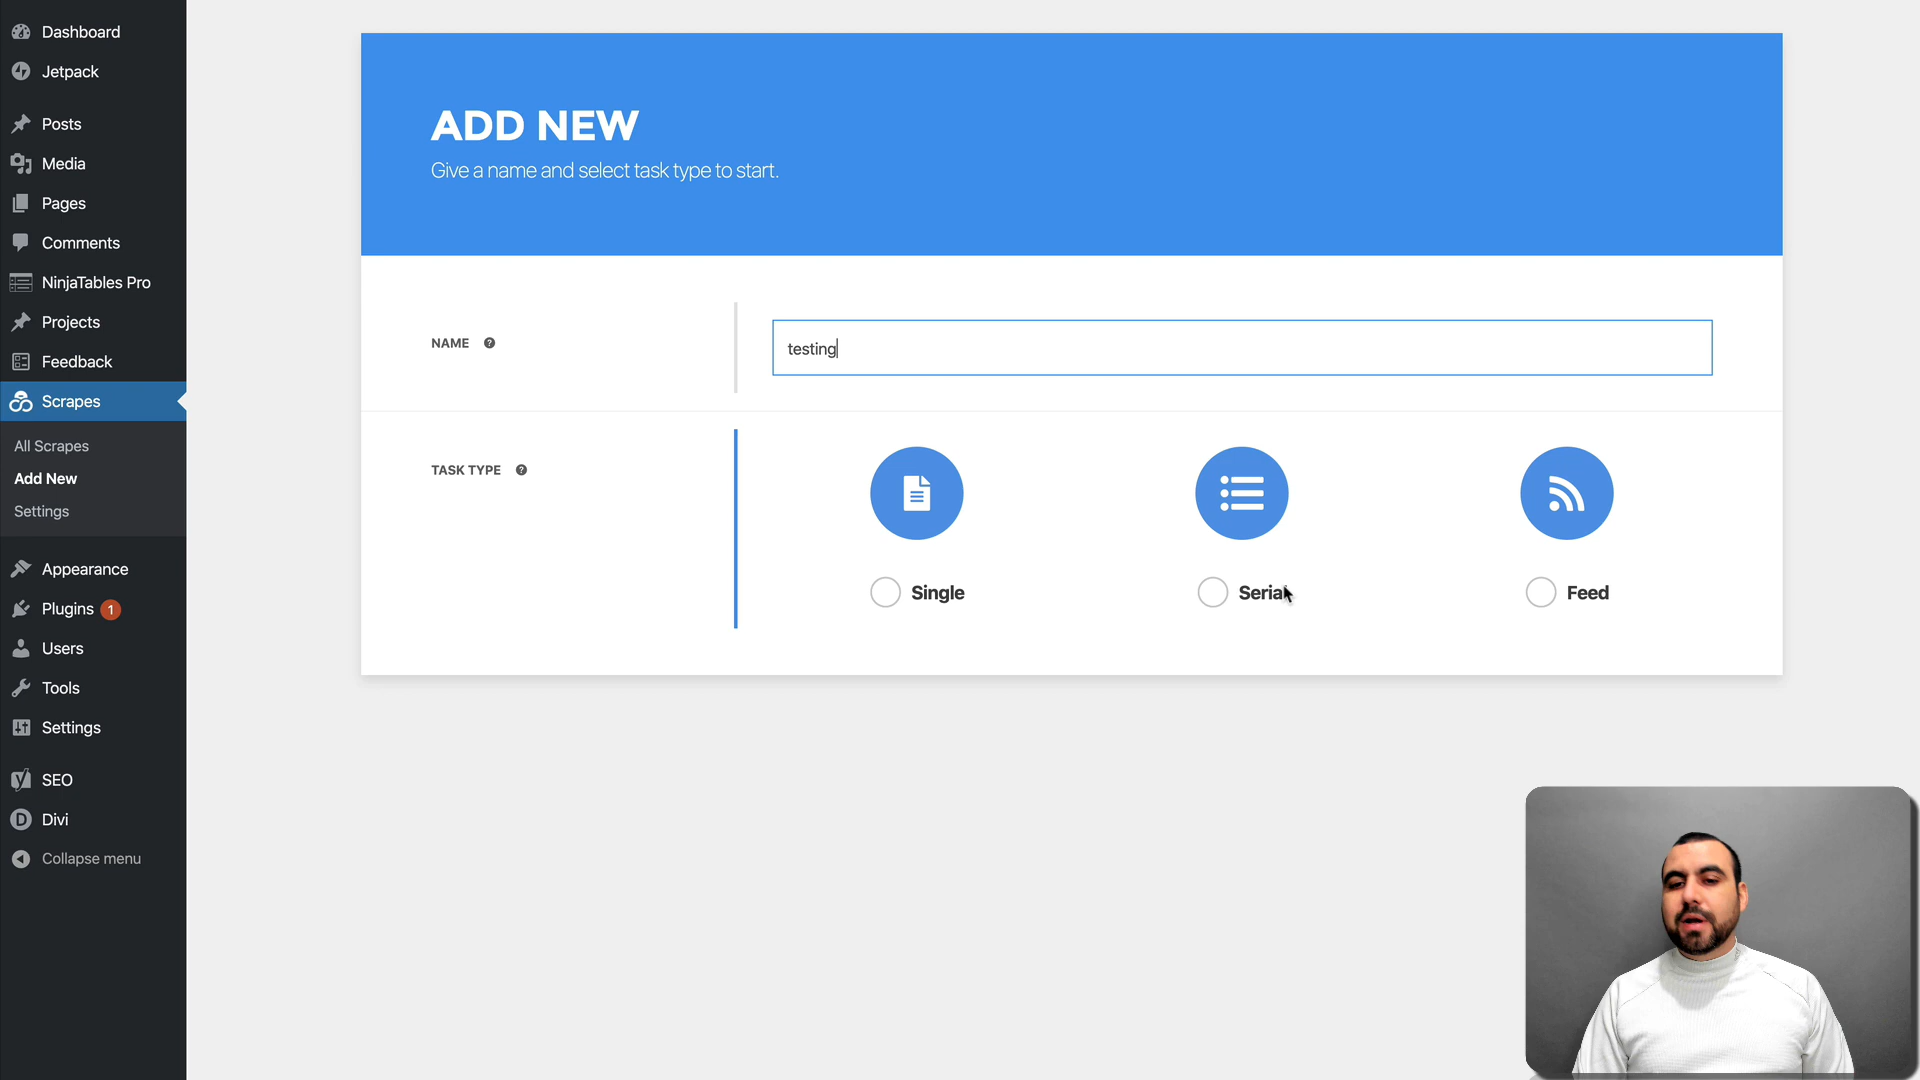 Dashboard
Jetpack
Posts
Media
Pages
Comments
NinjaTables Pro
Projects
Feedback
Scrapes
All Scrapes
Add New
Settings
Appearance
Plugins 1
Users
Tools
Settings
SEO
Divi
Collapse menu
ADD NEW
Give a name and select task type to start.
NAME
testing
TASK TYPE
Single
Serial
Feed